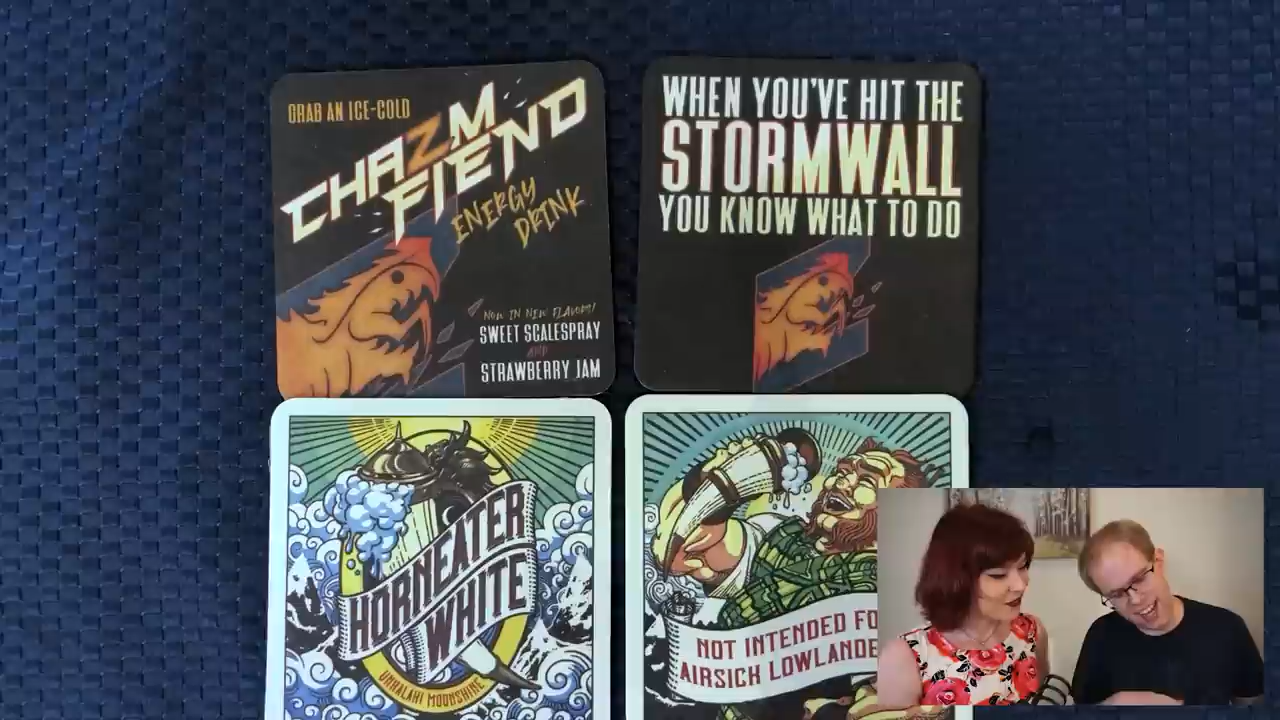 GRAB AN ICE-COLD
CHAZM
FIEND
ENERGY
DRINK
NOW IN NEW FLAVORS!
SWEET SCALESPRAY
AND
STRAWBERRY JAM
WHEN YOU'VE HIT THE
STORMWALL
YOU KNOW WHAT TO DO
HORNEATER
WHITE
UNKALAKI MOONSHINE
NOT INTENDED FO
AIRSICH LOWLANDE